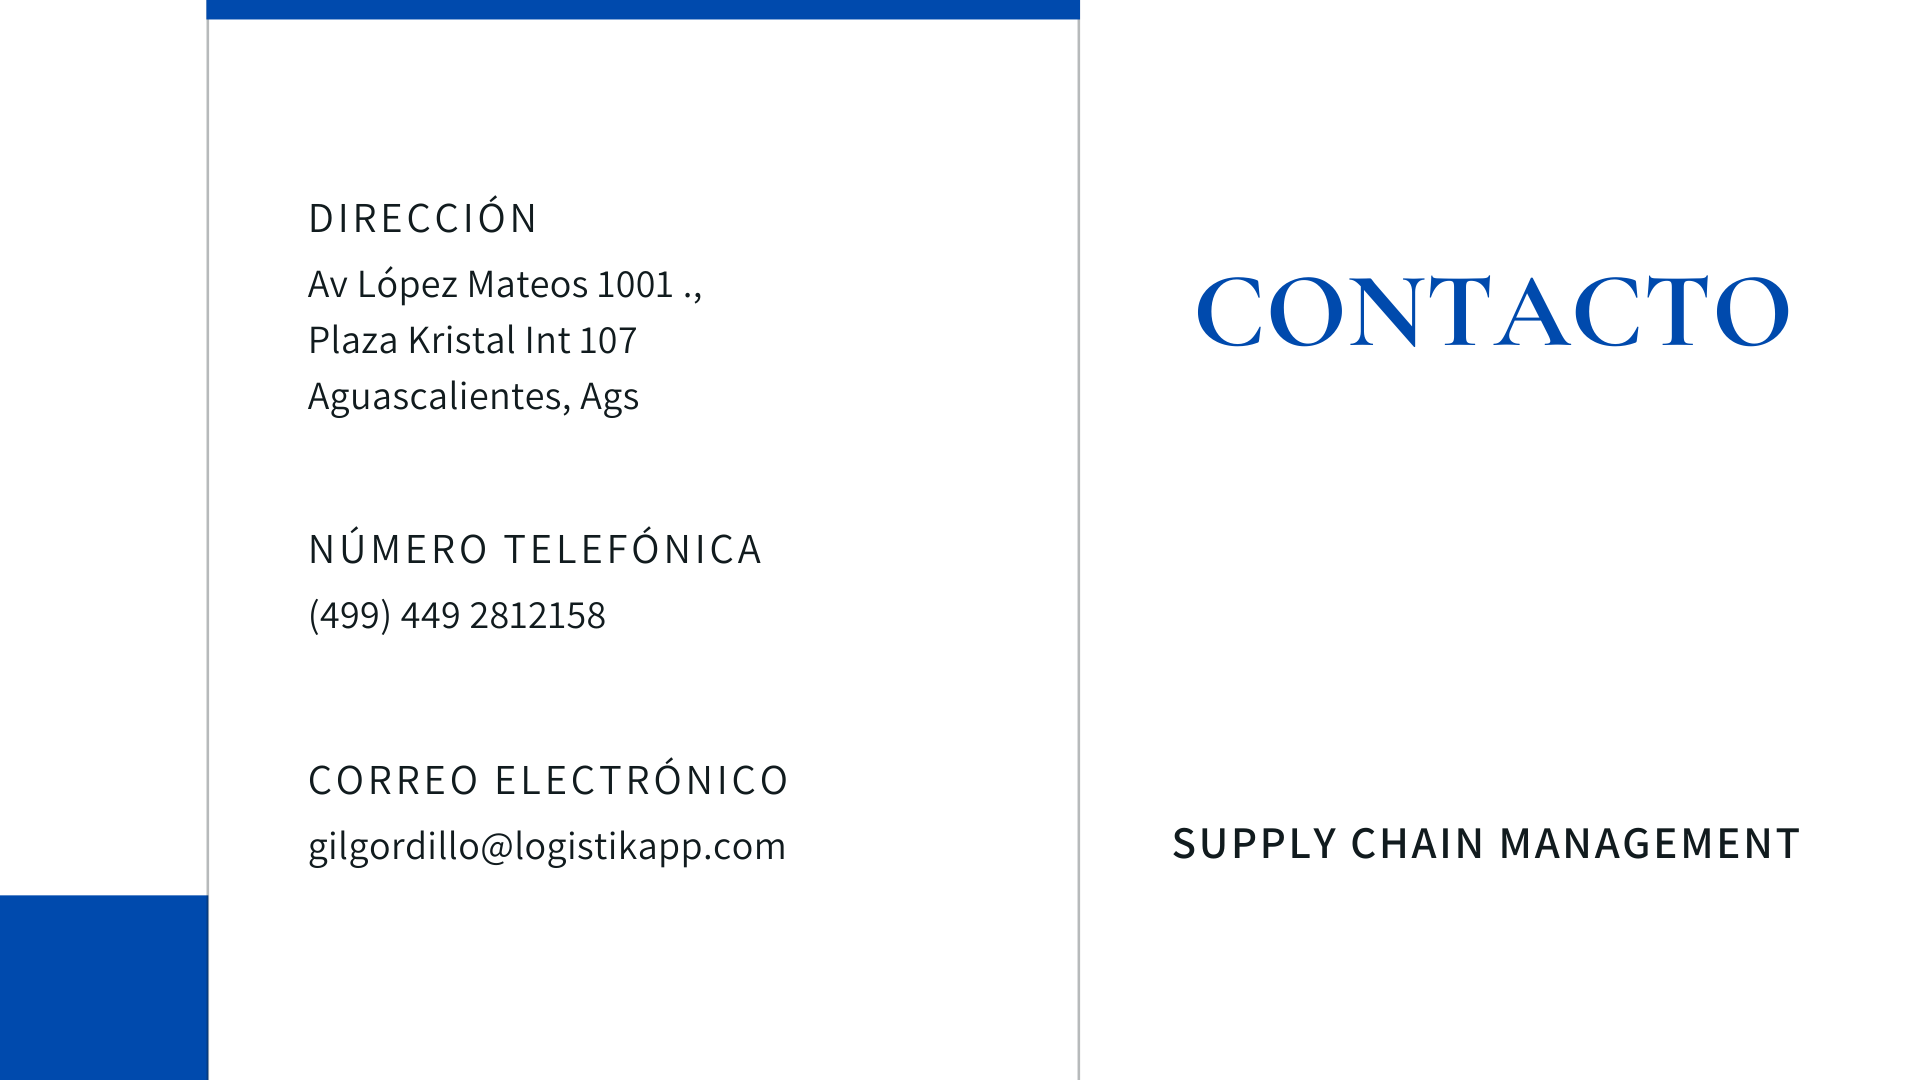 DIRECCIÓN
Av López Mateos 1001 .,
Plaza Kristal Int 107
Aguascalientes, Ags
NÚMERO TELEFÓNICA
(499) 449 2812158
CORREO ELECTRÓNICO
gilgordillo@logistikapp.com
CONTACTO
SUPPLY CHAIN MANAGEMENT